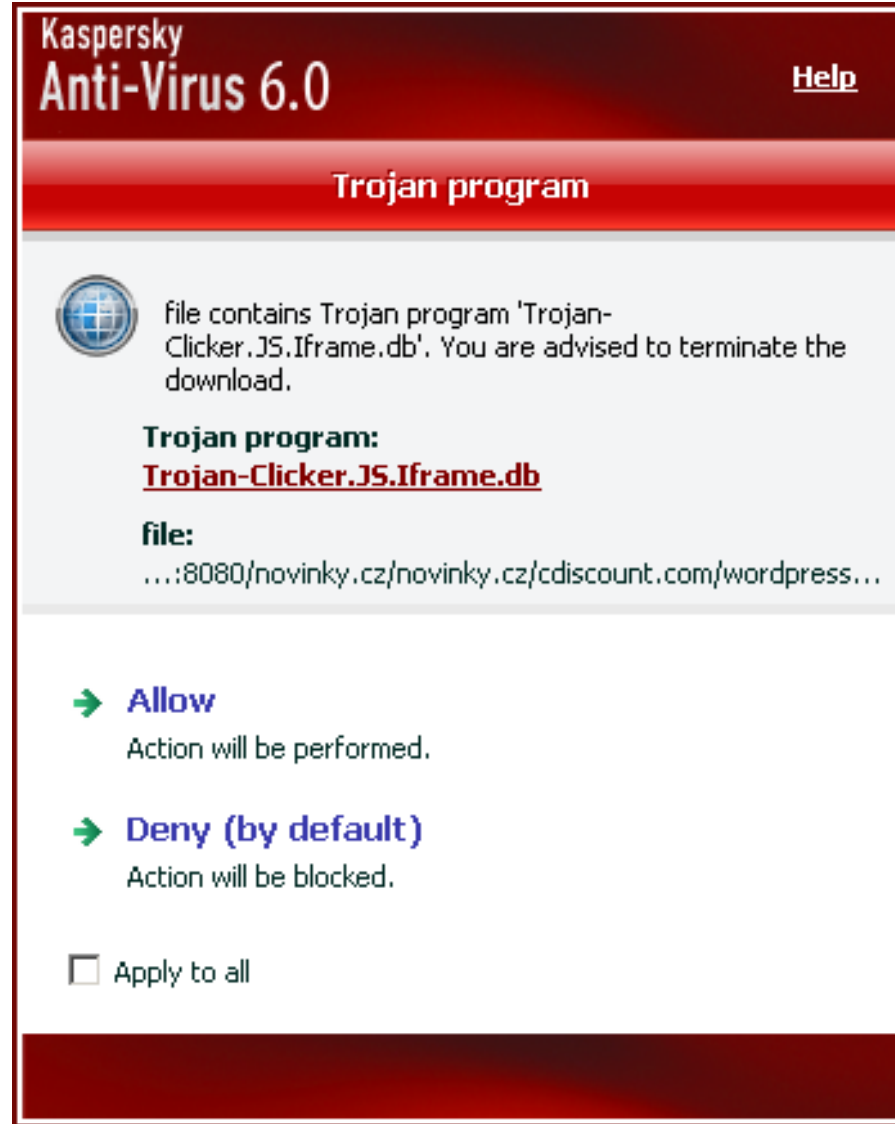 Kaspersky
Anti-Virus 6.0
Help
Trojan program
file contains Trojan program 'Trojan-
Clicker.JS.Iframe.db'. You are advised to terminate the
download.
Trojan program:
Trojan-Clicker.JS.Iframe.db
file:
...:8080/novinky.cz/novinky.cz/cdiscount.com/wordpress...
Allow
Action will be performed.
Deny (by default)
Action will be blocked.
Apply to all